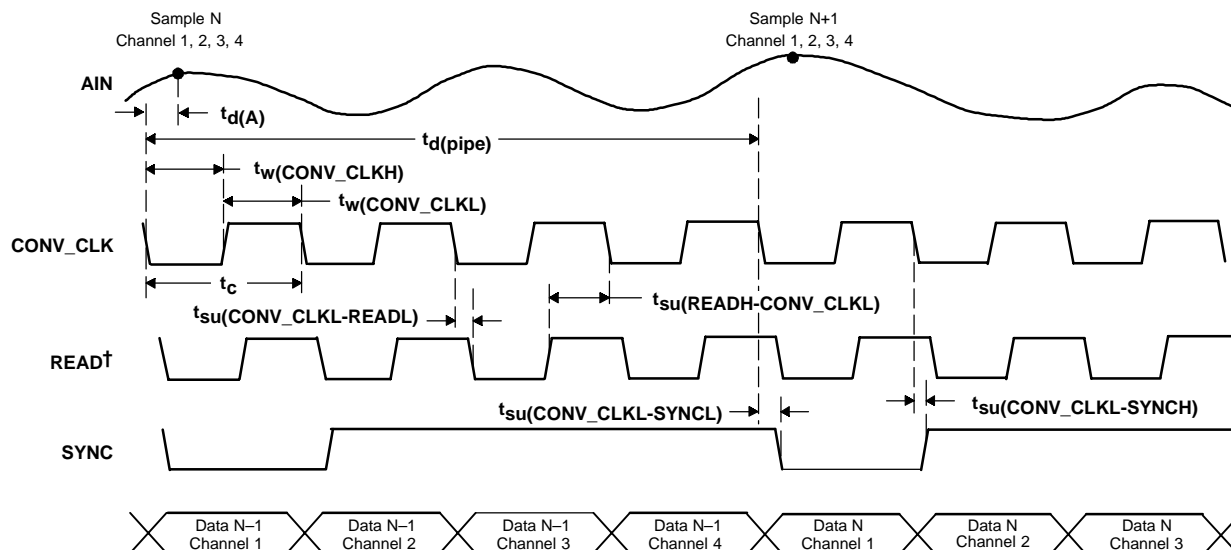 Sample N
Channel 1, 2, 3, 4
Sample N+1
Channel 1, 2, 3, 4
AIN
td(A)
td(pipe)
tw(CONV_CLKH)
tw(CONV_CLKL)
CONV_CLK
tc
tsu(CONV_CLKL-READL)
tsu(READH-CONV_CLKL)
READ†
tsu(CONV_CLKL-SYNCL)
tsu(CONV_CLKL-SYNCH)
SYNC
Data N–1
Channel 1
Data N–1
Channel 2
Data N–1
Channel 3
Data N–1
Channel 4
Data N
Channel 1
Data N
Channel 2
Data N
Channel 3